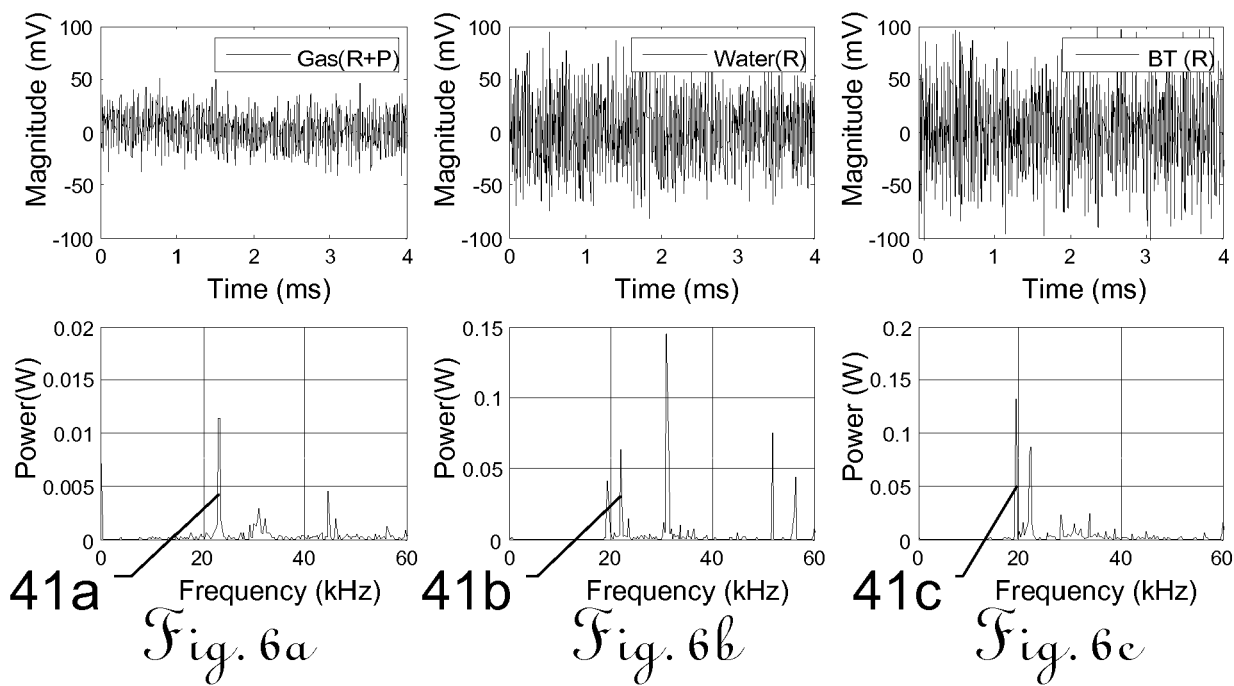 100
50
0
-50
-100
Magnitude (mV)
Gas(R+P)
0 1 2 3 4
Time (ms)
100
50
0
-50
-100
Magnitude (mV)
Water(R)
0 1 2 3 4
Time (ms)
100
50
0
-50
-100
Magnitude (mV)
BT (R)
0 1 2 3 4
Time (ms)
0.02
0.015
0.01
0.005
0
Power(W)
0 20 40 60
Frequency (kHz)
41a
Fig. 6a
0.15
0.1
0.05
0
Power(W)
0 20 40 60
Frequency (kHz)
41b
Fig. 6b
0.2
0.15
0.1
0.05
0
Power (W)
0 20 40 60
Frequency (kHz)
41c
Fig. 6c